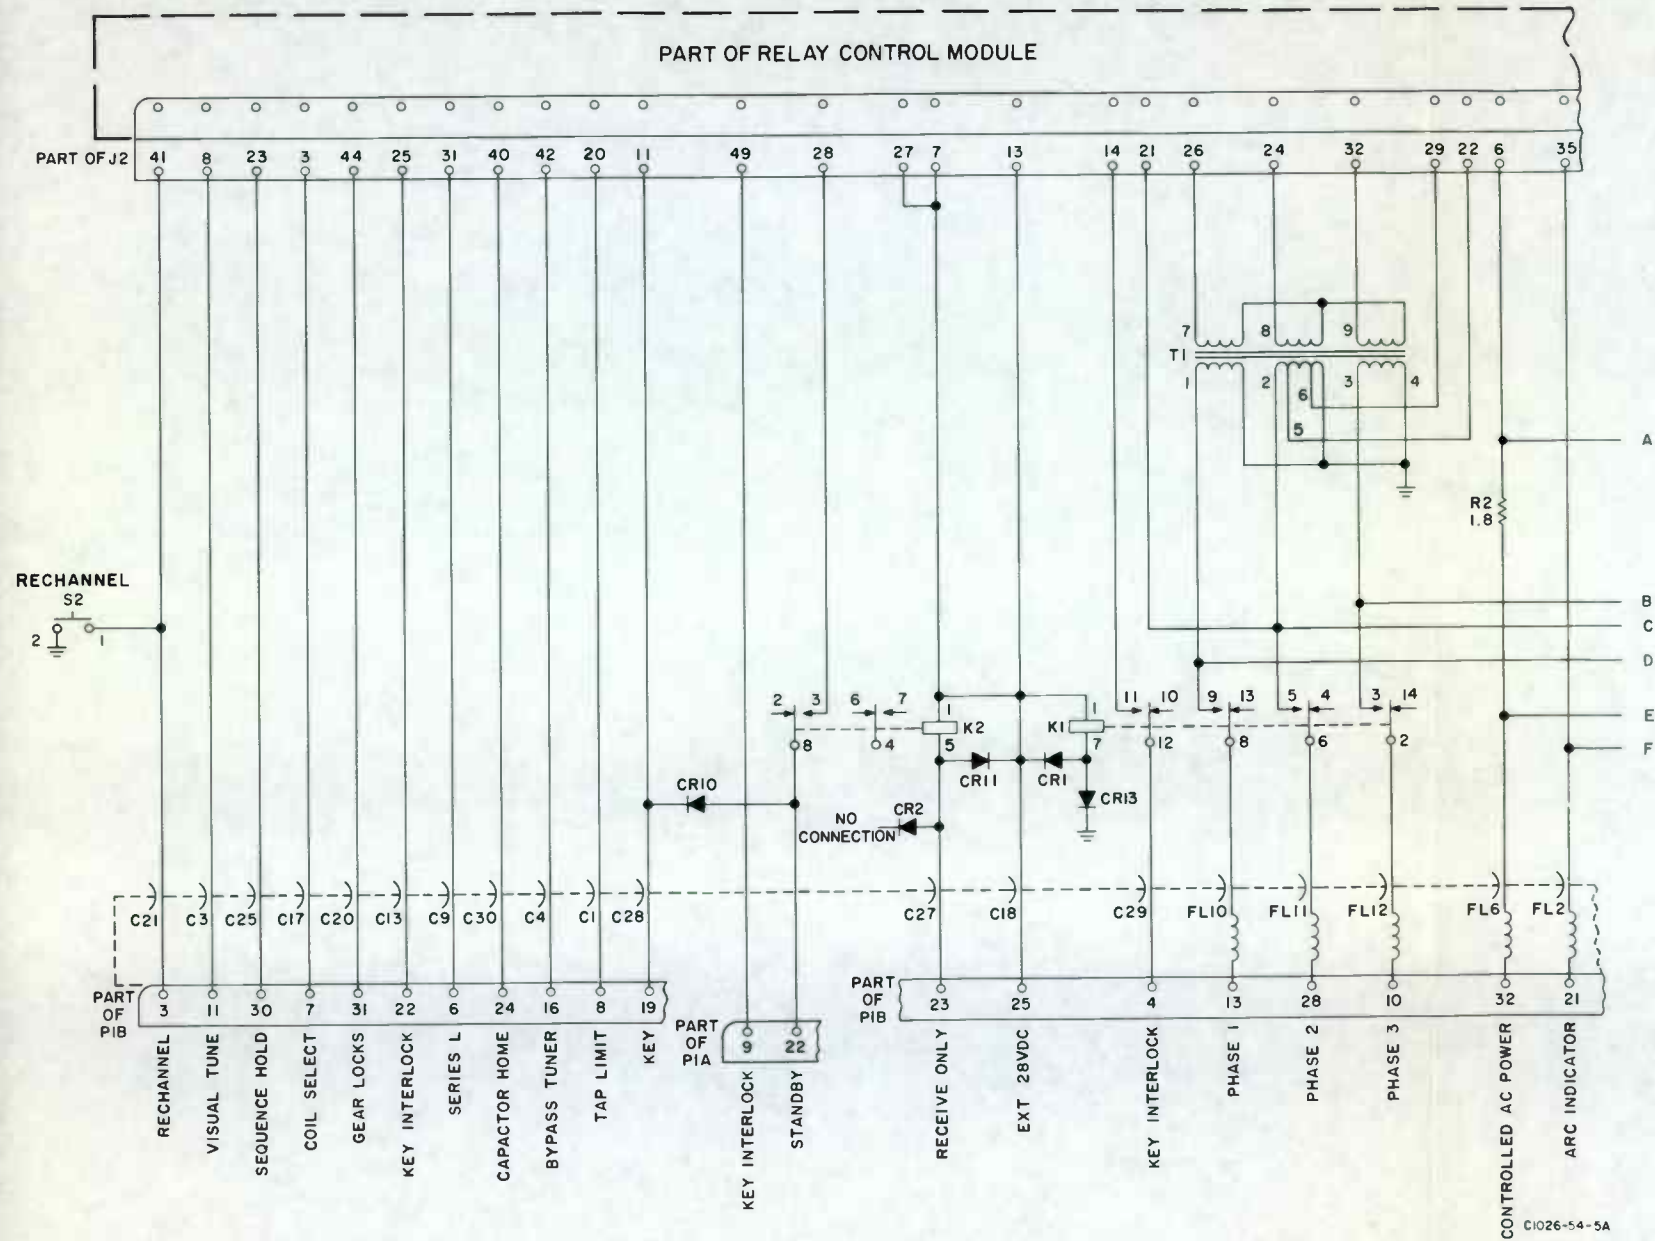 PART OF RELAY CONTROL MODULE
PART OF J2 41 8 23 3 44 25 31 40 42 20 11 49 28 27 7 13 14 21 26 24 32 29 22 6 35
7 8 9
T1
1 2 3 4
6
5
A
R2
1.8
RECHANNEL
S2
2 1
B
C
D
2 3 6 7 1 K2 K1 1 11 10 9 13 5 4 3 14
E
8 4 5 7 12 8 6 2
F
CR11 CR1
CR10
CR13
CR2
NO
CONNECTION
C21 C3 C25 C17 C20 C13 C9 C30 C4 C1 C28 C27 C18 C29 FL10 FL11 FL12 FL6 FL2
PART
OF
P1B
3 11 30 7 31 22 6 24 16 8 19
PART
OF
P1A
9 22
PART
OF
P1B
23 25 4 13 28 10 32 21
RECHANNEL
VISUAL TUNE
SEQUENCE HOLD
COIL SELECT
GEAR LOCKS
KEY INTERLOCK
SERIES L
CAPACTOR HOME
BYPASS TUNER
TAP LIMIT
KEY
KEY INTERLOCK
STANDBY
RECEIVE ONLY
EXT 28VDC
KEY INTERLOCK
PHASE 1
PHASE 2
PHASE 3
CONTROLLED AC POWER
ARC INDICATOR
C1026-54-5A